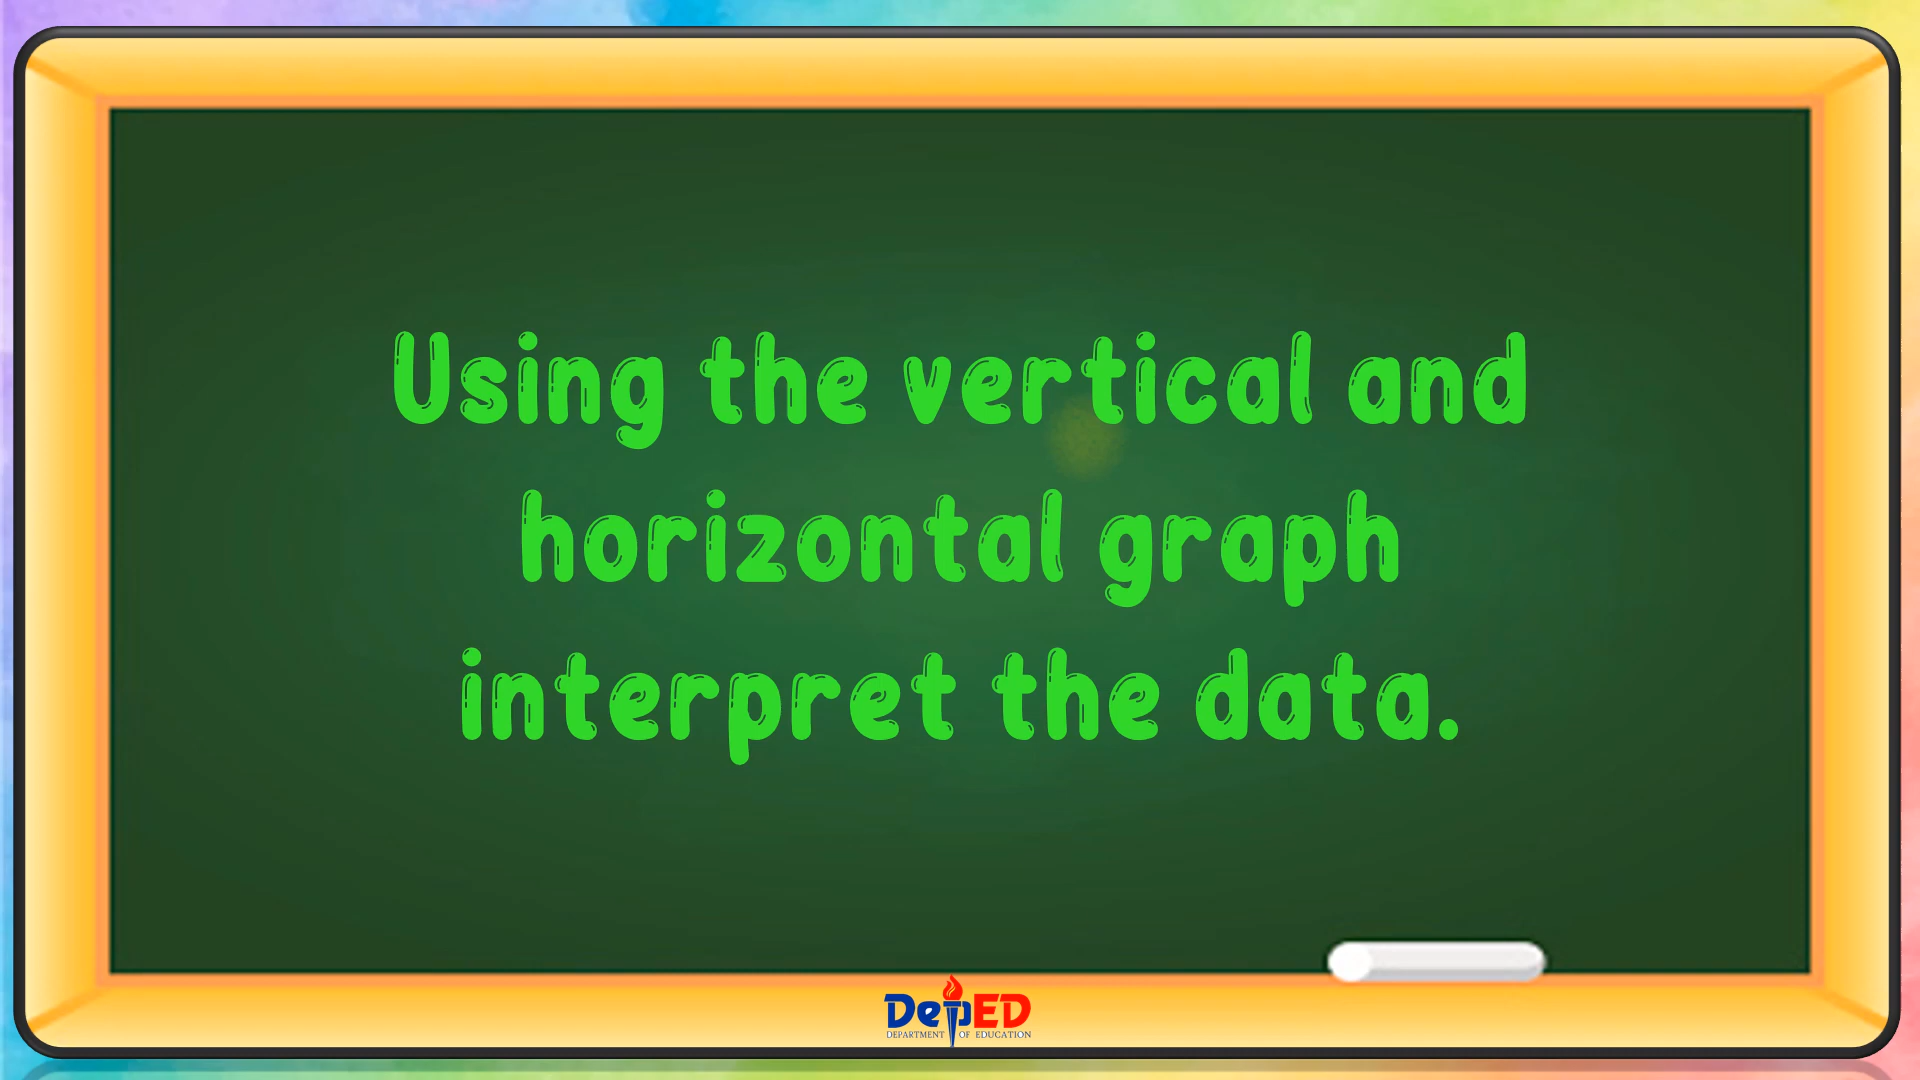 Using the vertical and
horizontal graph
interpret the data.
DepED
DEPARTMENT OF EDUCATION